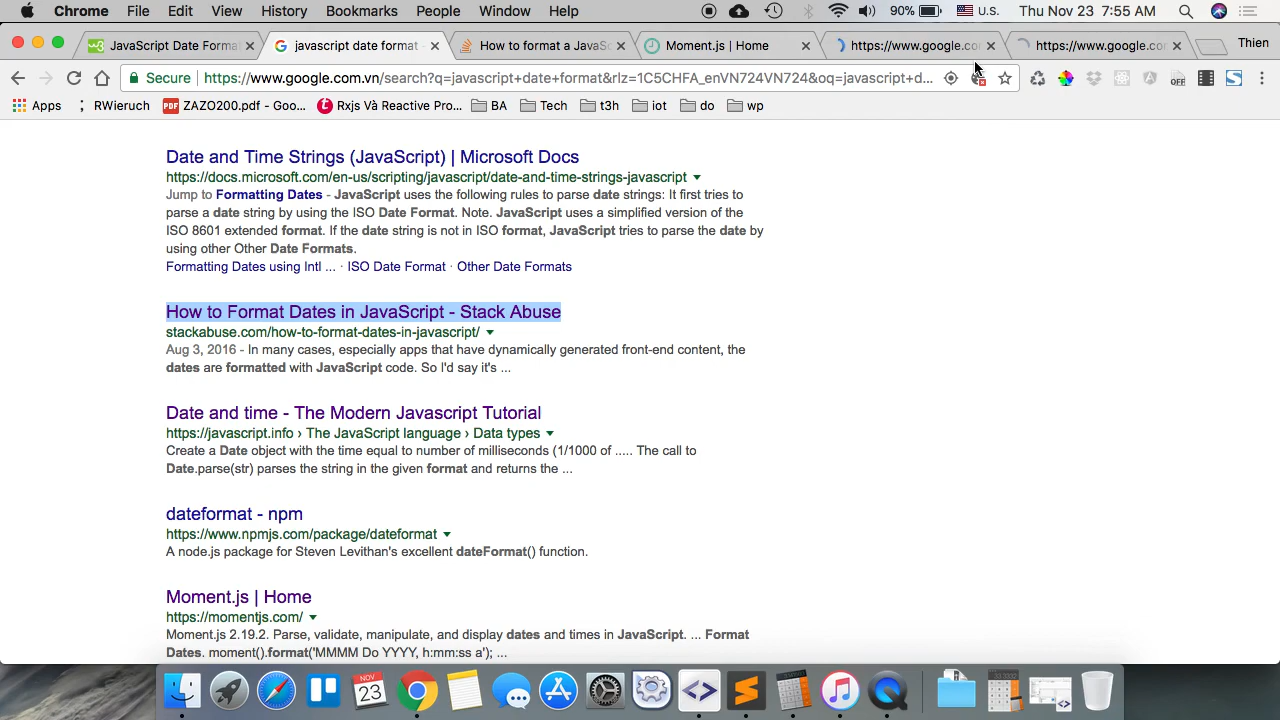 Chrome File Edit View History Bookmarks People Window Help 90% U.S. Thu Nov 23 7:55 AM
JavaScript Date Format javascript date format - How to format a JavaSc Moment.js | Home https://www.google.co https://www.google.co Thien
Secure https://www.google.com.vn/search?q=javascript+date+format&rlz=1C5CHFA_enVN724VN724&oq=javascript+d...
Apps RWieruch ZAZO200.pdf - Goo... Rxjs Và Reactive Pro... BA Tech t3h iot do wp
Date and Time Strings (JavaScript) | Microsoft Docs
https://docs.microsoft.com/en-us/scripting/javascript/date-and-time-strings-javascript
Jump to Formatting Dates - JavaScript uses the following rules to parse date strings: It first tries to
parse a date string by using the ISO Date Format. Note. JavaScript uses a simplified version of the
ISO 8601 extended format. If the date string is not in ISO format, JavaScript tries to parse the date by
using other Other Date Formats.
Formatting Dates using Intl ... · ISO Date Format · Other Date Formats
How to Format Dates in JavaScript - Stack Abuse
stackabuse.com/how-to-format-dates-in-javascript/
Aug 3, 2016 - In many cases, especially apps that have dynamically generated front-end content, the
dates are formatted with JavaScript code. So I'd say it's ...
Date and time - The Modern Javascript Tutorial
https://javascript.info › The JavaScript language › Data types
Create a Date object with the time equal to number of milliseconds (1/1000 of ..... The call to
Date.parse(str) parses the string in the given format and returns the ...
dateformat - npm
https://www.npmjs.com/package/dateformat
A node.js package for Steven Levithan's excellent dateFormat() function.
Moment.js | Home
https://momentjs.com/
Moment.js 2.19.2. Parse, validate, manipulate, and display dates and times in JavaScript. ... Format
Dates. moment().format('MMMM Do YYYY, h:mm:ss a'); ...
NOV
23